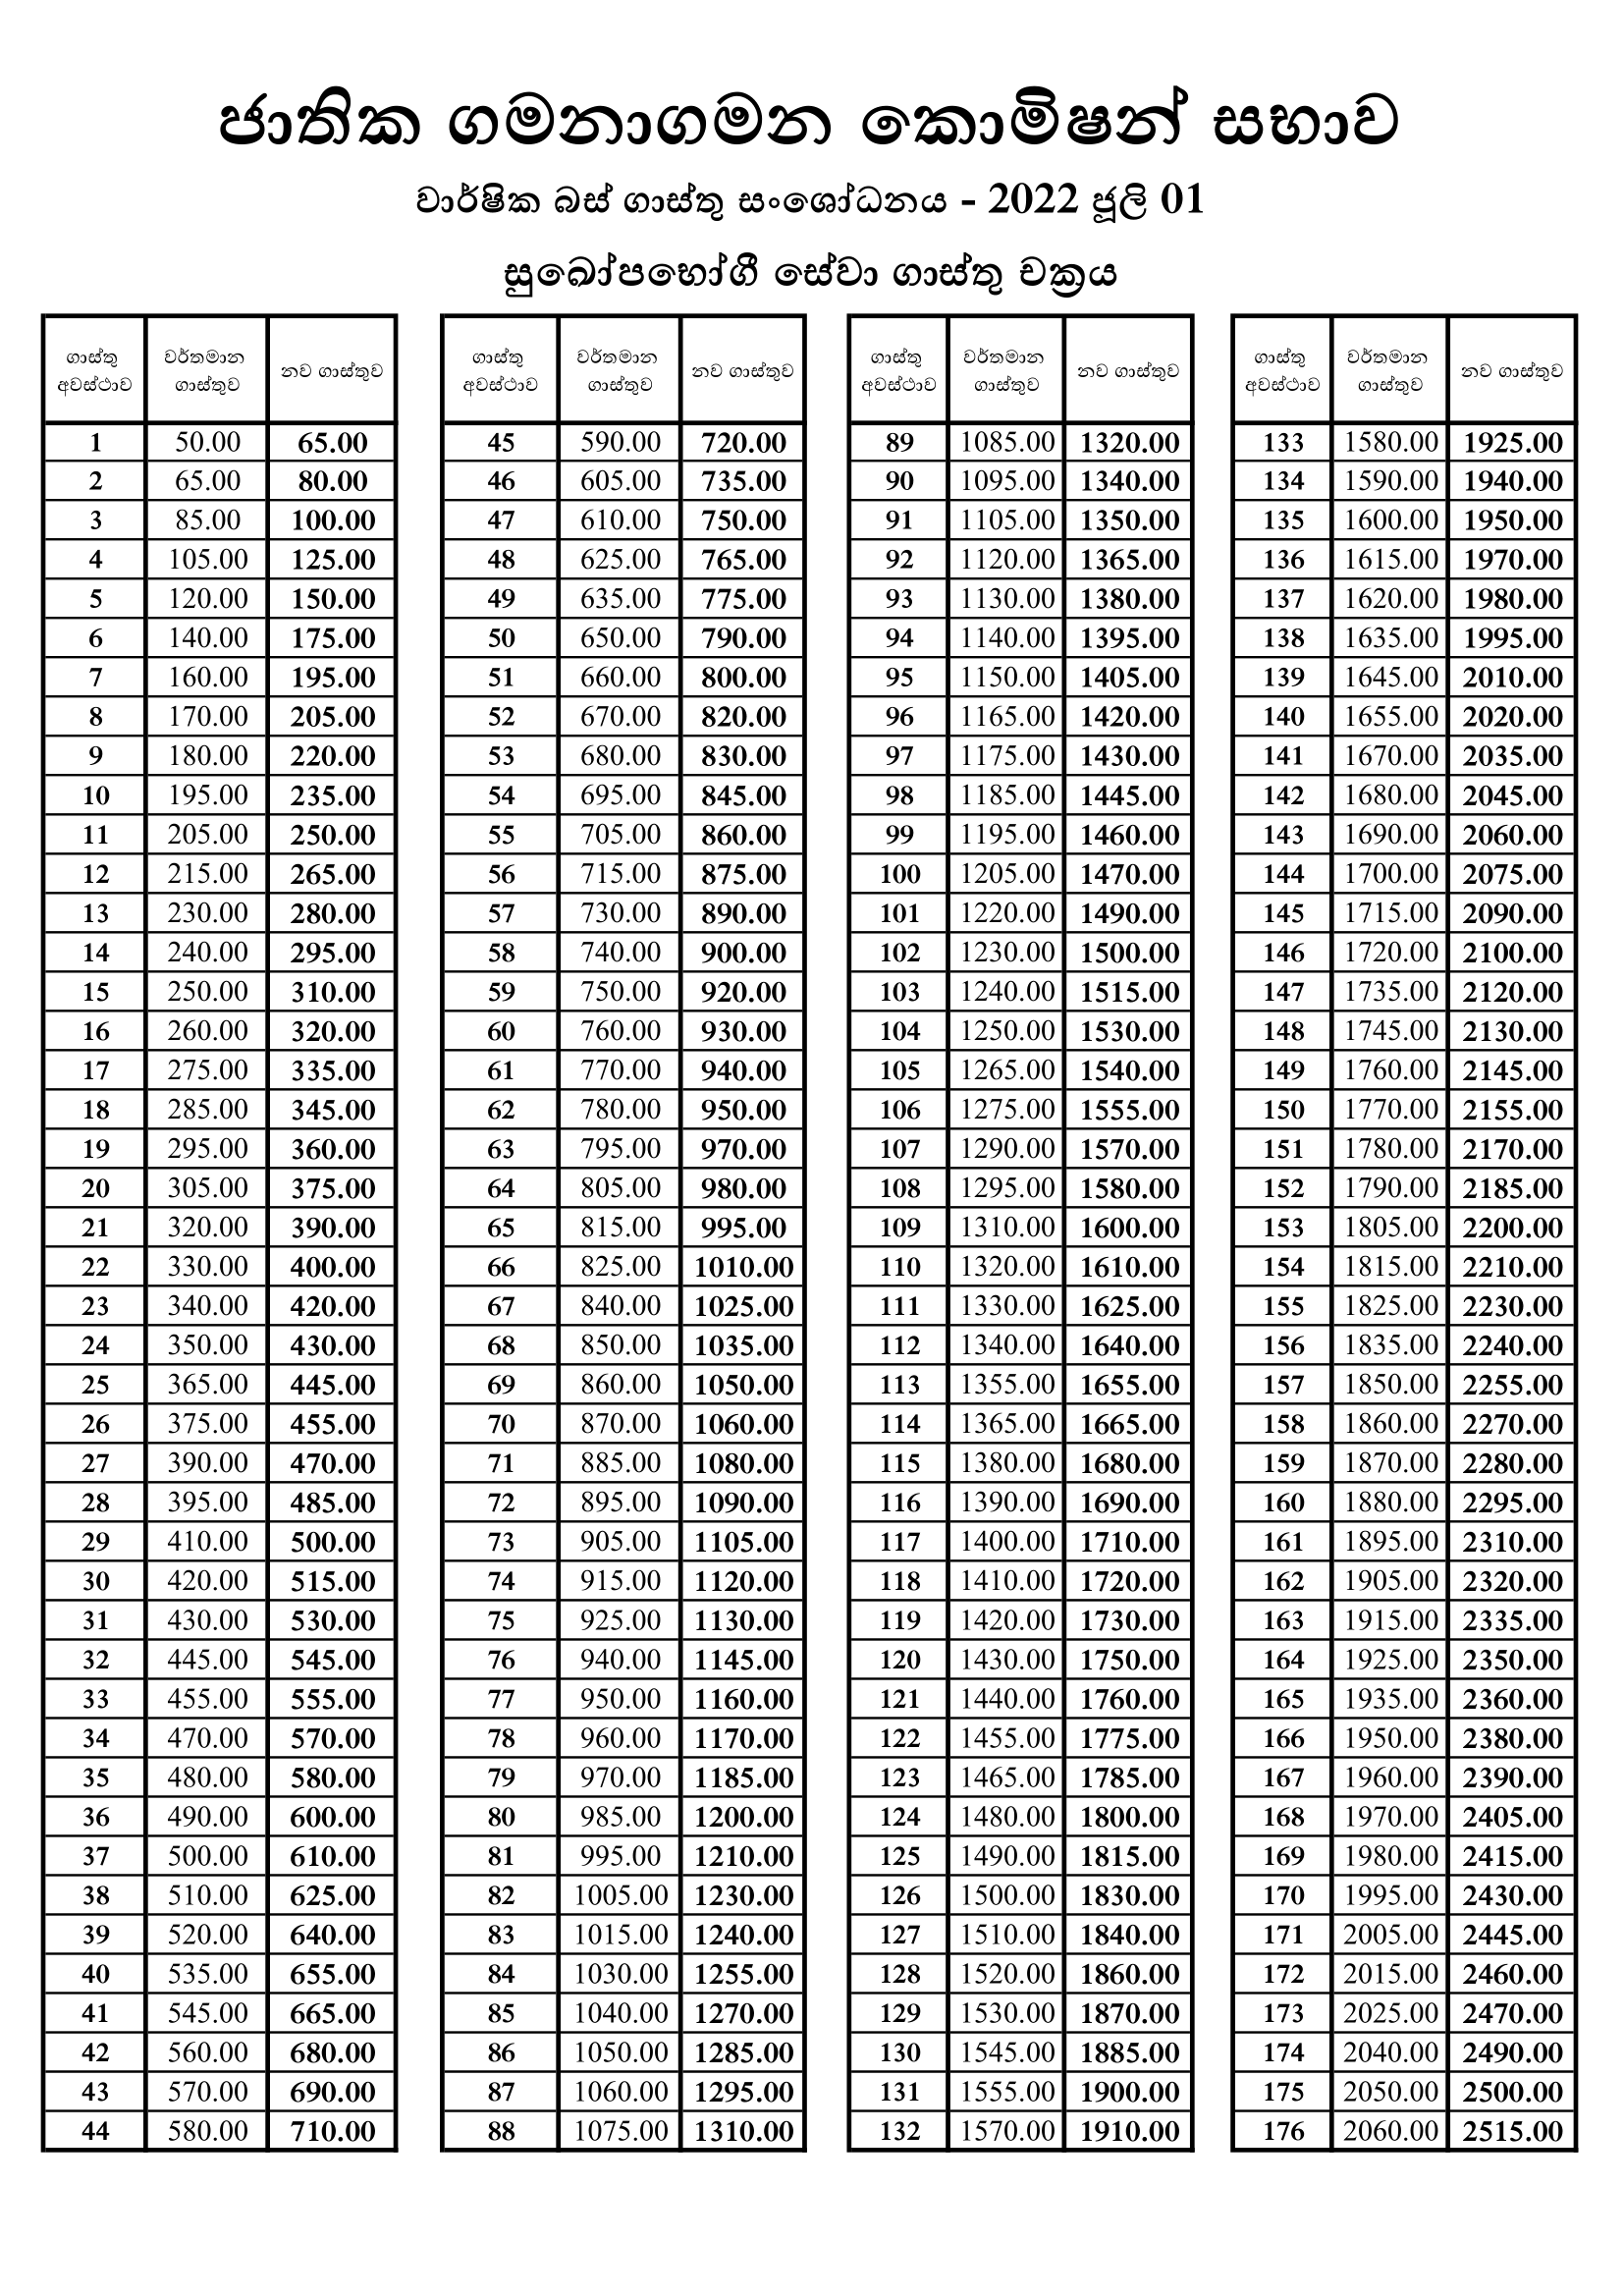 ජාතික ගමනාගමන කොමිෂන් සභාව
වාර්ෂික බස් ගාස්තු සංශෝධනය - 2022 ජූලි 01
සුඛෝපභෝගී සේවා ගාස්තු චක්‍රය
ගාස්තු අවස්ථාව වර්තමාන ගාස්තුව නව ගාස්තුව ගාස්තු අවස්ථාව වර්තමාන ගාස්තුව නව ගාස්තුව ගාස්තු අවස්ථාව වර්තමාන ගාස්තුව නව ගාස්තුව ගාස්තු අවස්ථාව වර්තමාන ගාස්තුව නව ගාස්තුව
1 50.00 65.00 45 590.00 720.00 89 1085.00 1320.00 133 1580.00 1925.00
2 65.00 80.00 46 605.00 735.00 90 1095.00 1340.00 134 1590.00 1940.00
3 85.00 100.00 47 610.00 750.00 91 1105.00 1350.00 135 1600.00 1950.00
4 105.00 125.00 48 625.00 765.00 92 1120.00 1365.00 136 1615.00 1970.00
5 120.00 150.00 49 635.00 775.00 93 1130.00 1380.00 137 1620.00 1980.00
6 140.00 175.00 50 650.00 790.00 94 1140.00 1395.00 138 1635.00 1995.00
7 160.00 195.00 51 660.00 800.00 95 1150.00 1405.00 139 1645.00 2010.00
8 170.00 205.00 52 670.00 820.00 96 1165.00 1420.00 140 1655.00 2020.00
9 180.00 220.00 53 680.00 830.00 97 1175.00 1430.00 141 1670.00 2035.00
10 195.00 235.00 54 695.00 845.00 98 1185.00 1445.00 142 1680.00 2045.00
11 205.00 250.00 55 705.00 860.00 99 1195.00 1460.00 143 1690.00 2060.00
12 215.00 265.00 56 715.00 875.00 100 1205.00 1470.00 144 1700.00 2075.00
13 230.00 280.00 57 730.00 890.00 101 1220.00 1490.00 145 1715.00 2090.00
14 240.00 295.00 58 740.00 900.00 102 1230.00 1500.00 146 1720.00 2100.00
15 250.00 310.00 59 750.00 920.00 103 1240.00 1515.00 147 1735.00 2120.00
16 260.00 320.00 60 760.00 930.00 104 1250.00 1530.00 148 1745.00 2130.00
17 275.00 335.00 61 770.00 940.00 105 1265.00 1540.00 149 1760.00 2145.00
18 285.00 345.00 62 780.00 950.00 106 1275.00 1555.00 150 1770.00 2155.00
19 295.00 360.00 63 795.00 970.00 107 1290.00 1570.00 151 1780.00 2170.00
20 305.00 375.00 64 805.00 980.00 108 1295.00 1580.00 152 1790.00 2185.00
21 320.00 390.00 65 815.00 995.00 109 1310.00 1600.00 153 1805.00 2200.00
22 330.00 400.00 66 825.00 1010.00 110 1320.00 1610.00 154 1815.00 2210.00
23 340.00 420.00 67 840.00 1025.00 111 1330.00 1625.00 155 1825.00 2230.00
24 350.00 430.00 68 850.00 1035.00 112 1340.00 1640.00 156 1835.00 2240.00
25 365.00 445.00 69 860.00 1050.00 113 1355.00 1655.00 157 1850.00 2255.00
26 375.00 455.00 70 870.00 1060.00 114 1365.00 1665.00 158 1860.00 2270.00
27 390.00 470.00 71 885.00 1080.00 115 1380.00 1680.00 159 1870.00 2280.00
28 395.00 485.00 72 895.00 1090.00 116 1390.00 1690.00 160 1880.00 2295.00
29 410.00 500.00 73 905.00 1105.00 117 1400.00 1710.00 161 1895.00 2310.00
30 420.00 515.00 74 915.00 1120.00 118 1410.00 1720.00 162 1905.00 2320.00
31 430.00 530.00 75 925.00 1130.00 119 1420.00 1730.00 163 1915.00 2335.00
32 445.00 545.00 76 940.00 1145.00 120 1430.00 1750.00 164 1925.00 2350.00
33 455.00 555.00 77 950.00 1160.00 121 1440.00 1760.00 165 1935.00 2360.00
34 470.00 570.00 78 960.00 1170.00 122 1455.00 1775.00 166 1950.00 2380.00
35 480.00 580.00 79 970.00 1185.00 123 1465.00 1785.00 167 1960.00 2390.00
36 490.00 600.00 80 985.00 1200.00 124 1480.00 1800.00 168 1970.00 2405.00
37 500.00 610.00 81 995.00 1210.00 125 1490.00 1815.00 169 1980.00 2415.00
38 510.00 625.00 82 1005.00 1230.00 126 1500.00 1830.00 170 1995.00 2430.00
39 520.00 640.00 83 1015.00 1240.00 127 1510.00 1840.00 171 2005.00 2445.00
40 535.00 655.00 84 1030.00 1255.00 128 1520.00 1860.00 172 2015.00 2460.00
41 545.00 665.00 85 1040.00 1270.00 129 1530.00 1870.00 173 2025.00 2470.00
42 560.00 680.00 86 1050.00 1285.00 130 1545.00 1885.00 174 2040.00 2490.00
43 570.00 690.00 87 1060.00 1295.00 131 1555.00 1900.00 175 2050.00 2500.00
44 580.00 710.00 88 1075.00 1310.00 132 1570.00 1910.00 176 2060.00 2515.00